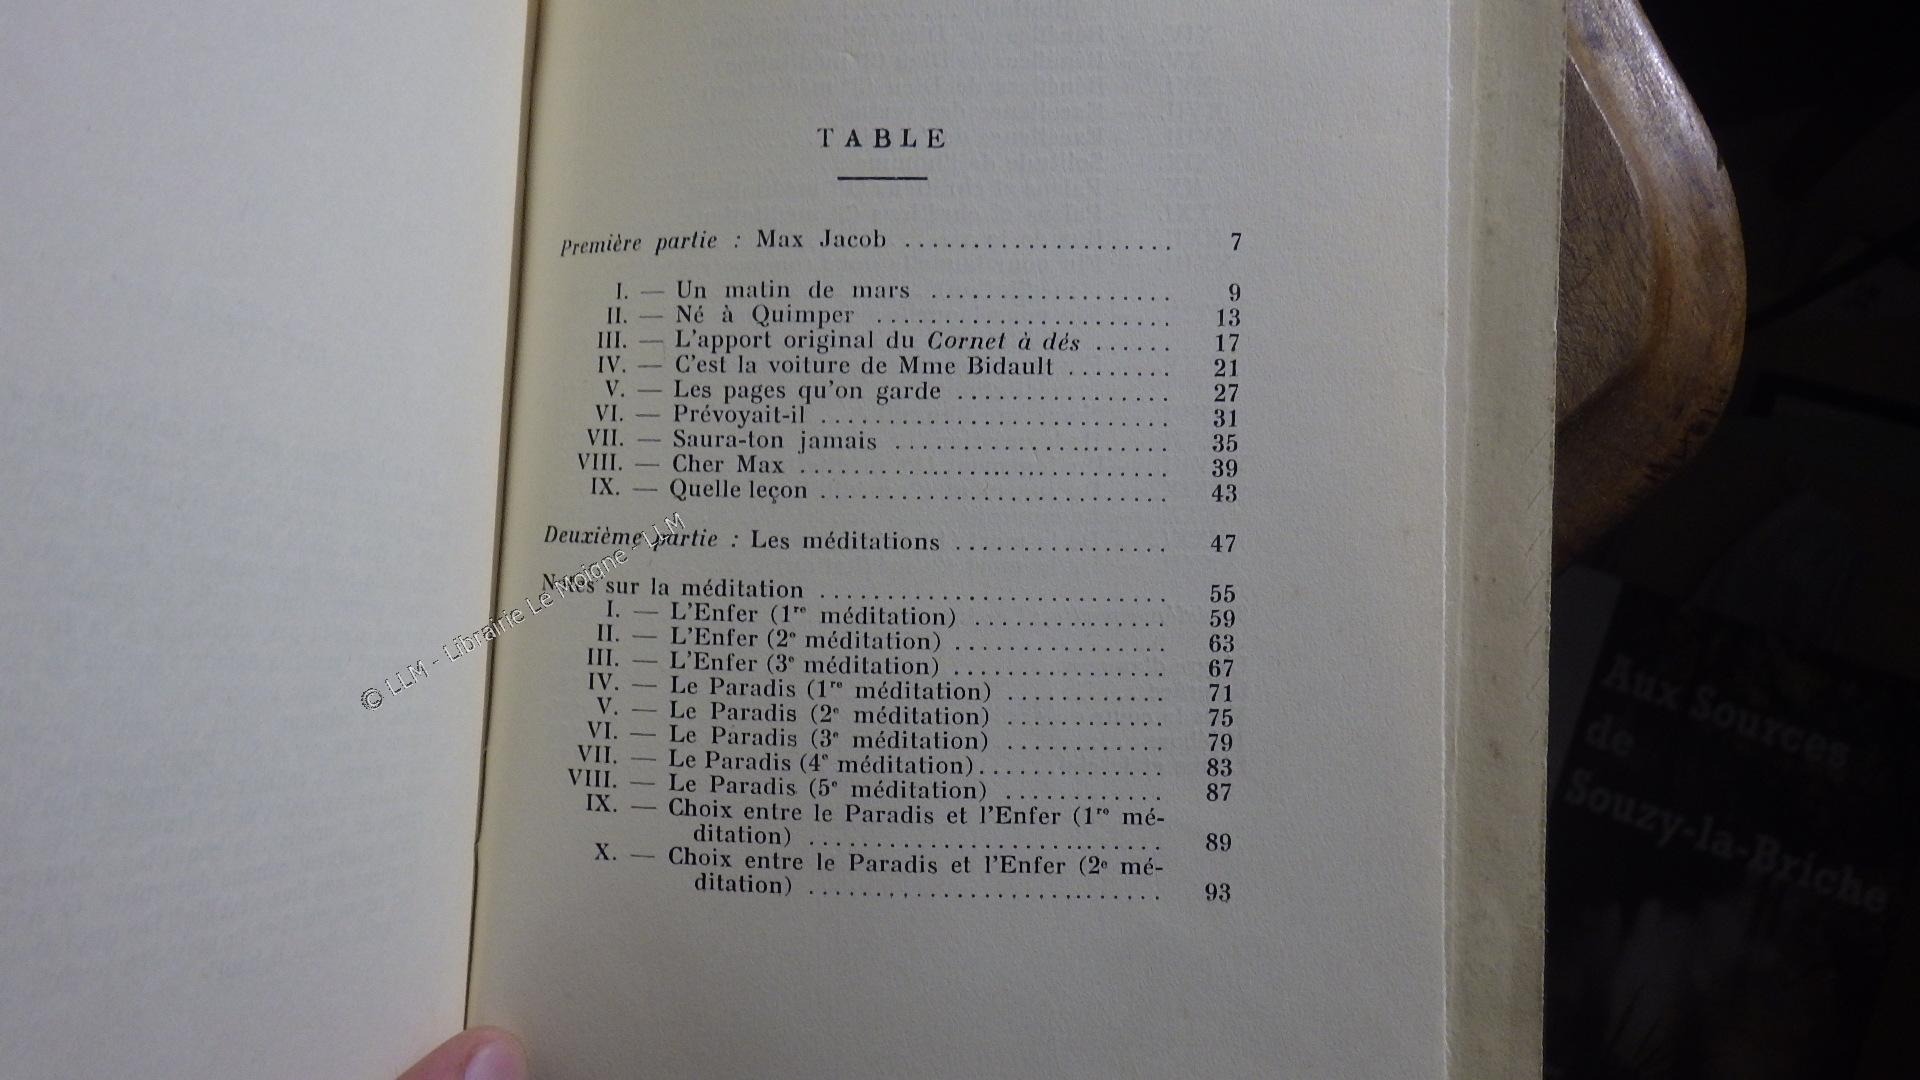 TABLE
Première partie : Max Jacob .................... 7
I. — Un matin de mars .................. 9
II. — Né à Quimper ...................... 13
III. — L'apport original du Cornet à dés ...... 17
IV. — C'est la voiture de Mme Bidault ........ 21
V. — Les pages qu'on garde ................ 27
VI. — Prévoyait-il .......................... 31
VII. — Saura-ton jamais .................... 35
VIII. — Cher Max ........................... 39
IX. — Quelle leçon .......................... 43
Deuxième partie : Les méditations ................ 47
sur la méditation .......................... 55
I. — L'Enfer (1re méditation) .............. 59
II. — L'Enfer (2e méditation) ................ 63
III. — L'Enfer (3e méditation) ................ 67
IV. — Le Paradis (1re méditation) ............ 71
V. — Le Paradis (2e méditation) ............ 75
VI. — Le Paradis (3e méditation) ............ 79
VII. — Le Paradis (4e méditation).............. 83
VIII. — Le Paradis (5e méditation) ............ 87
IX. — Choix entre le Paradis et l'Enfer (1re mé-
ditation) .......................... 89
X. — Choix entre le Paradis et l'Enfer (2e mé-
ditation) .......................... 93
© LLM - Librairie Le Moigne - LLM
Aux Sources
de
Souzy-la-Briche